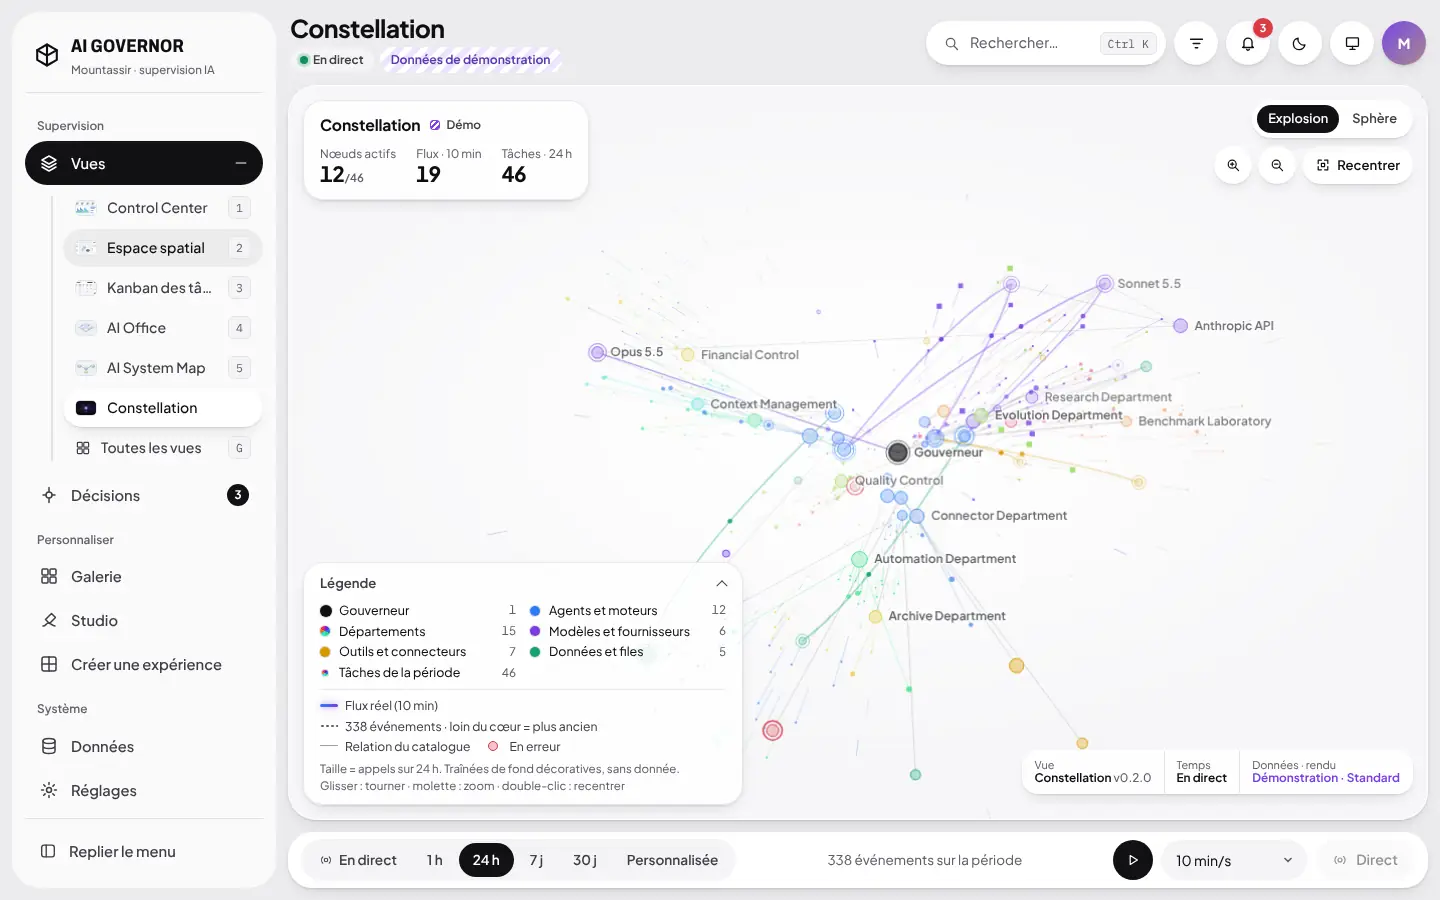 AI GOVERNOR
Mountassir · supervision IA
Supervision
Vues
Control Center 1
Espace spatial 2
Kanban des tâ... 3
AI Office 4
AI System Map 5
Constellation
Toutes les vues G
Décisions 3
Personnaliser
Galerie
Studio
Créer une expérience
Système
Données
Réglages
Replier le menu
Constellation
En direct
Données de démonstration
Rechercher... Ctrl K
3
M
Constellation Démo
Nœuds actifs Flux · 10 min Tâches · 24 h
12/46 19 46
Explosion Sphère
Recentrer
Sonnet 5.5
Anthropic API
Opus 5.5
Financial Control
Context Management
Research Department
Evolution Department
Benchmark Laboratory
Gouverneur
Quality Control
Connector Department
Automation Department
Archive Department
Légende
Gouverneur 1
Agents et moteurs 12
Départements 15
Modèles et fournisseurs 6
Outils et connecteurs 7
Données et files 5
Tâches de la période 46
Flux réel (10 min)
338 événements · loin du cœur = plus ancien
Relation du catalogue
En erreur
Taille = appels sur 24 h. Traînées de fond décoratives, sans donnée.
Glisser : tourner · molette : zoom · double-clic : recentrer
Vue
Constellation v0.2.0
Temps
En direct
Données · rendu
Démonstration · Standard
En direct 1 h 24 h 7 j 30 j Personnalisée
338 événements sur la période
10 min/s
Direct